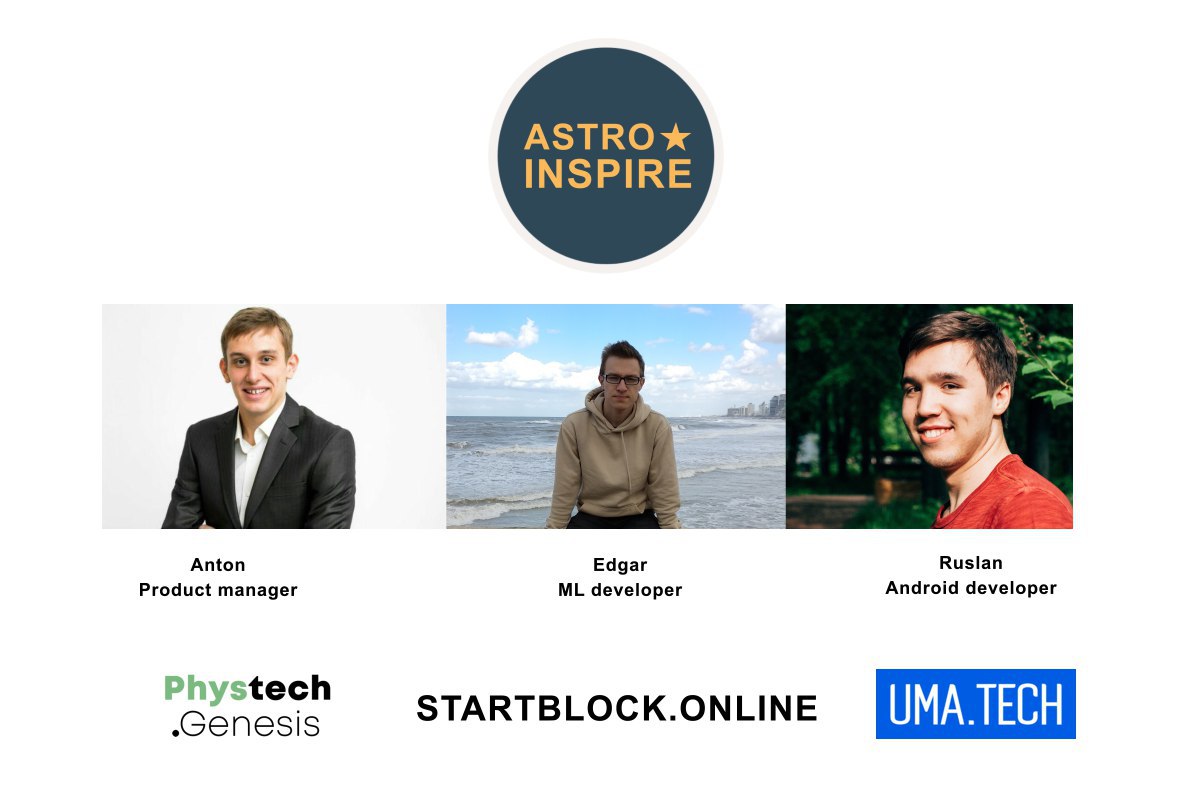 ASTRO★
INSPIRE
Anton
Product manager
Edgar
ML developer
Ruslan
Android developer
Phystech
.Genesis
STARTBLOCK.ONLINE
UMA.TECH